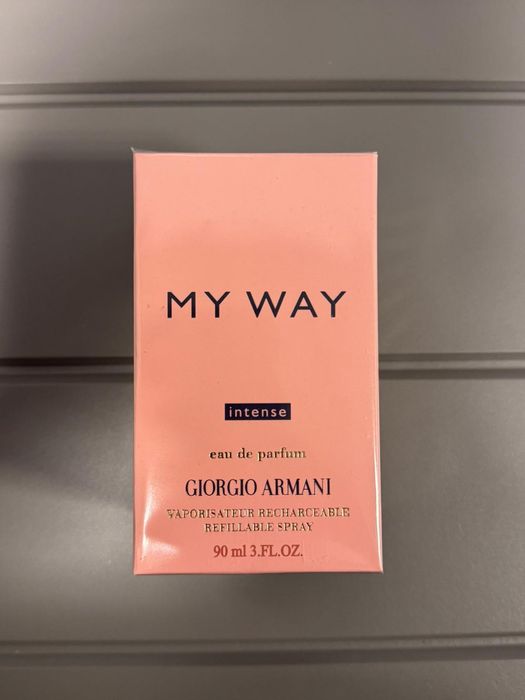 MY WAY
intense
eau de parfum
GIORGIO ARMANI
VAPORISATEUR RECHARGEABLE
REFILLABLE SPRAY
90 ml 3.FL.OZ.